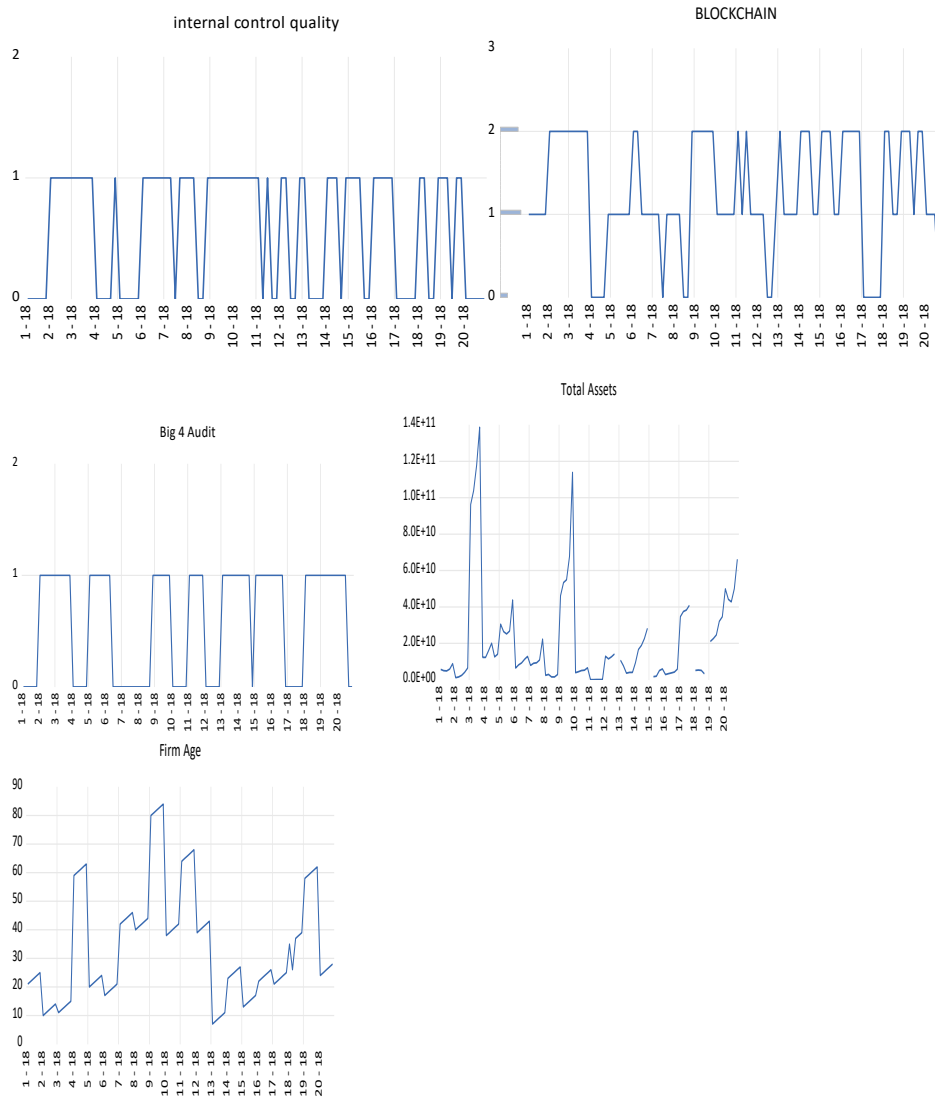 internal control quality
2
1
0
1 - 18
2 - 18
3 - 18
4 - 18
5 - 18
6 - 18
7 - 18
8 - 18
9 - 18
10 - 18
11 - 18
12 - 18
13 - 18
14 - 18
15 - 18
16 - 18
17 - 18
18 - 18
19 - 18
20 - 18
BLOCKCHAIN
3
2
1
0
1 - 18
2 - 18
3 - 18
4 - 18
5 - 18
6 - 18
7 - 18
8 - 18
9 - 18
10 - 18
11 - 18
12 - 18
13 - 18
14 - 18
15 - 18
16 - 18
17 - 18
18 - 18
19 - 18
20 - 18
Big 4 Audit
2
1
0
1 - 18
2 - 18
3 - 18
4 - 18
5 - 18
6 - 18
7 - 18
8 - 18
9 - 18
10 - 18
11 - 18
12 - 18
13 - 18
14 - 18
15 - 18
16 - 18
17 - 18
18 - 18
19 - 18
20 - 18
Total Assets
1.4E+11
1.2E+11
1.0E+11
8.0E+10
6.0E+10
4.0E+10
2.0E+10
0.0E+00
1 - 18
2 - 18
3 - 18
4 - 18
5 - 18
6 - 18
7 - 18
8 - 18
9 - 18
10 - 18
11 - 18
12 - 18
13 - 18
14 - 18
15 - 18
16 - 18
17 - 18
18 - 18
19 - 18
20 - 18
Firm Age
90
80
70
60
50
40
30
20
10
0
1 - 18
2 - 18
3 - 18
4 - 18
5 - 18
6 - 18
7 - 18
8 - 18
9 - 18
10 - 18
11 - 18
12 - 18
13 - 18
14 - 18
15 - 18
16 - 18
17 - 18
18 - 18
19 - 18
20 - 18